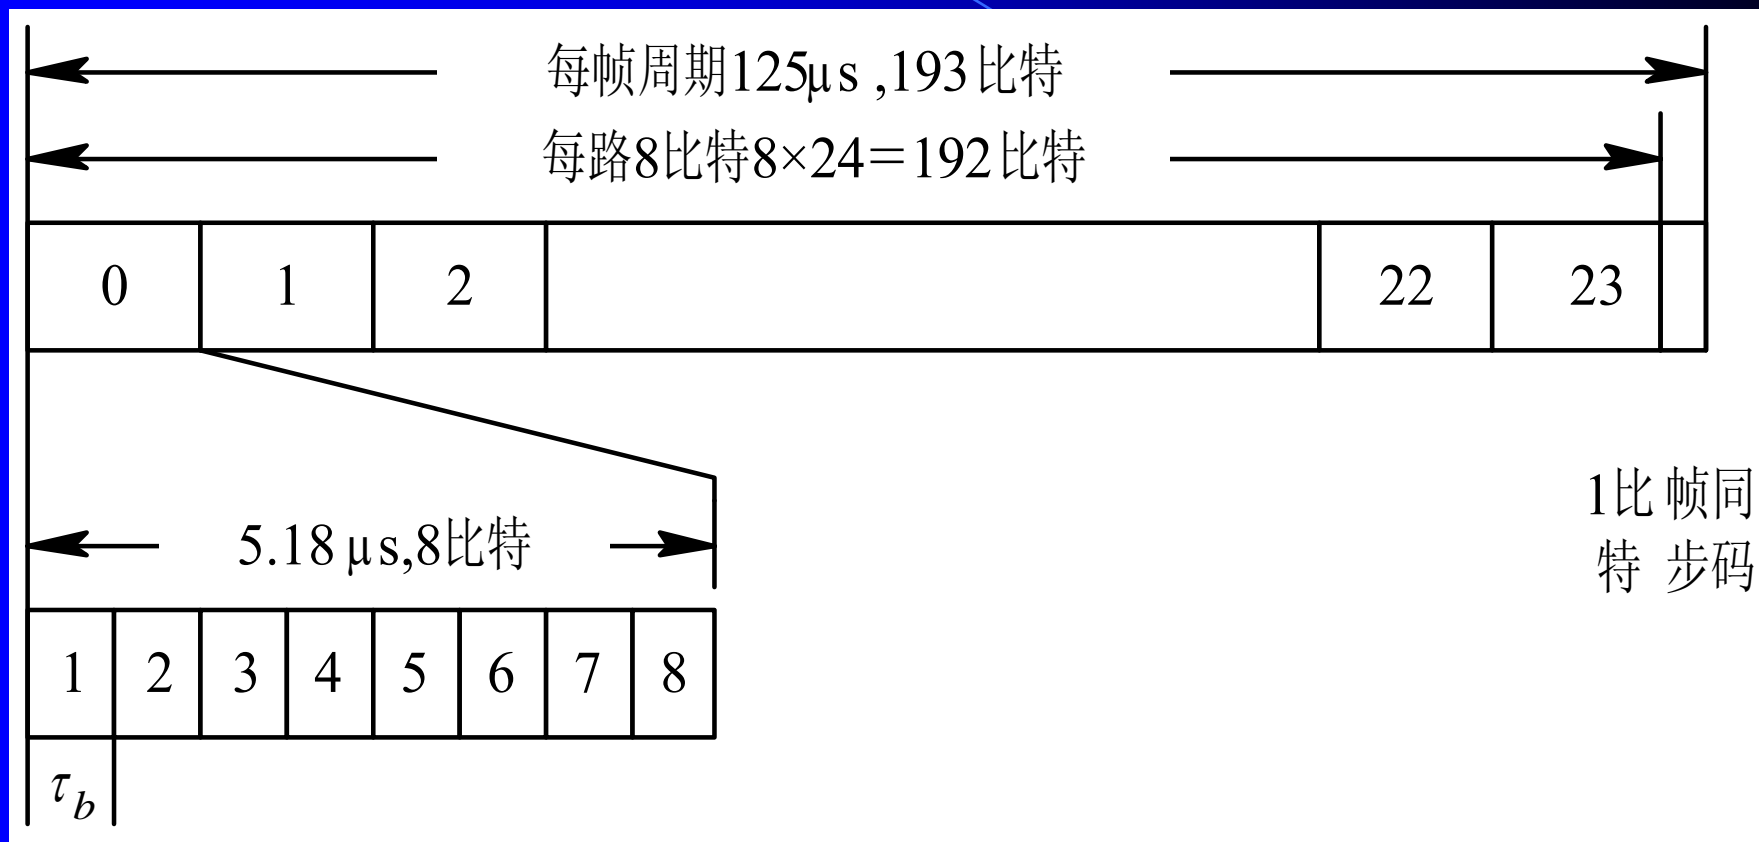 每帧周期125μs ,193比特
每路8比特8×24＝192比特
0 1 2 22 23
1比 帧同
特 步码
5.18 μs,8比特
1 2 3 4 5 6 7 8
τb